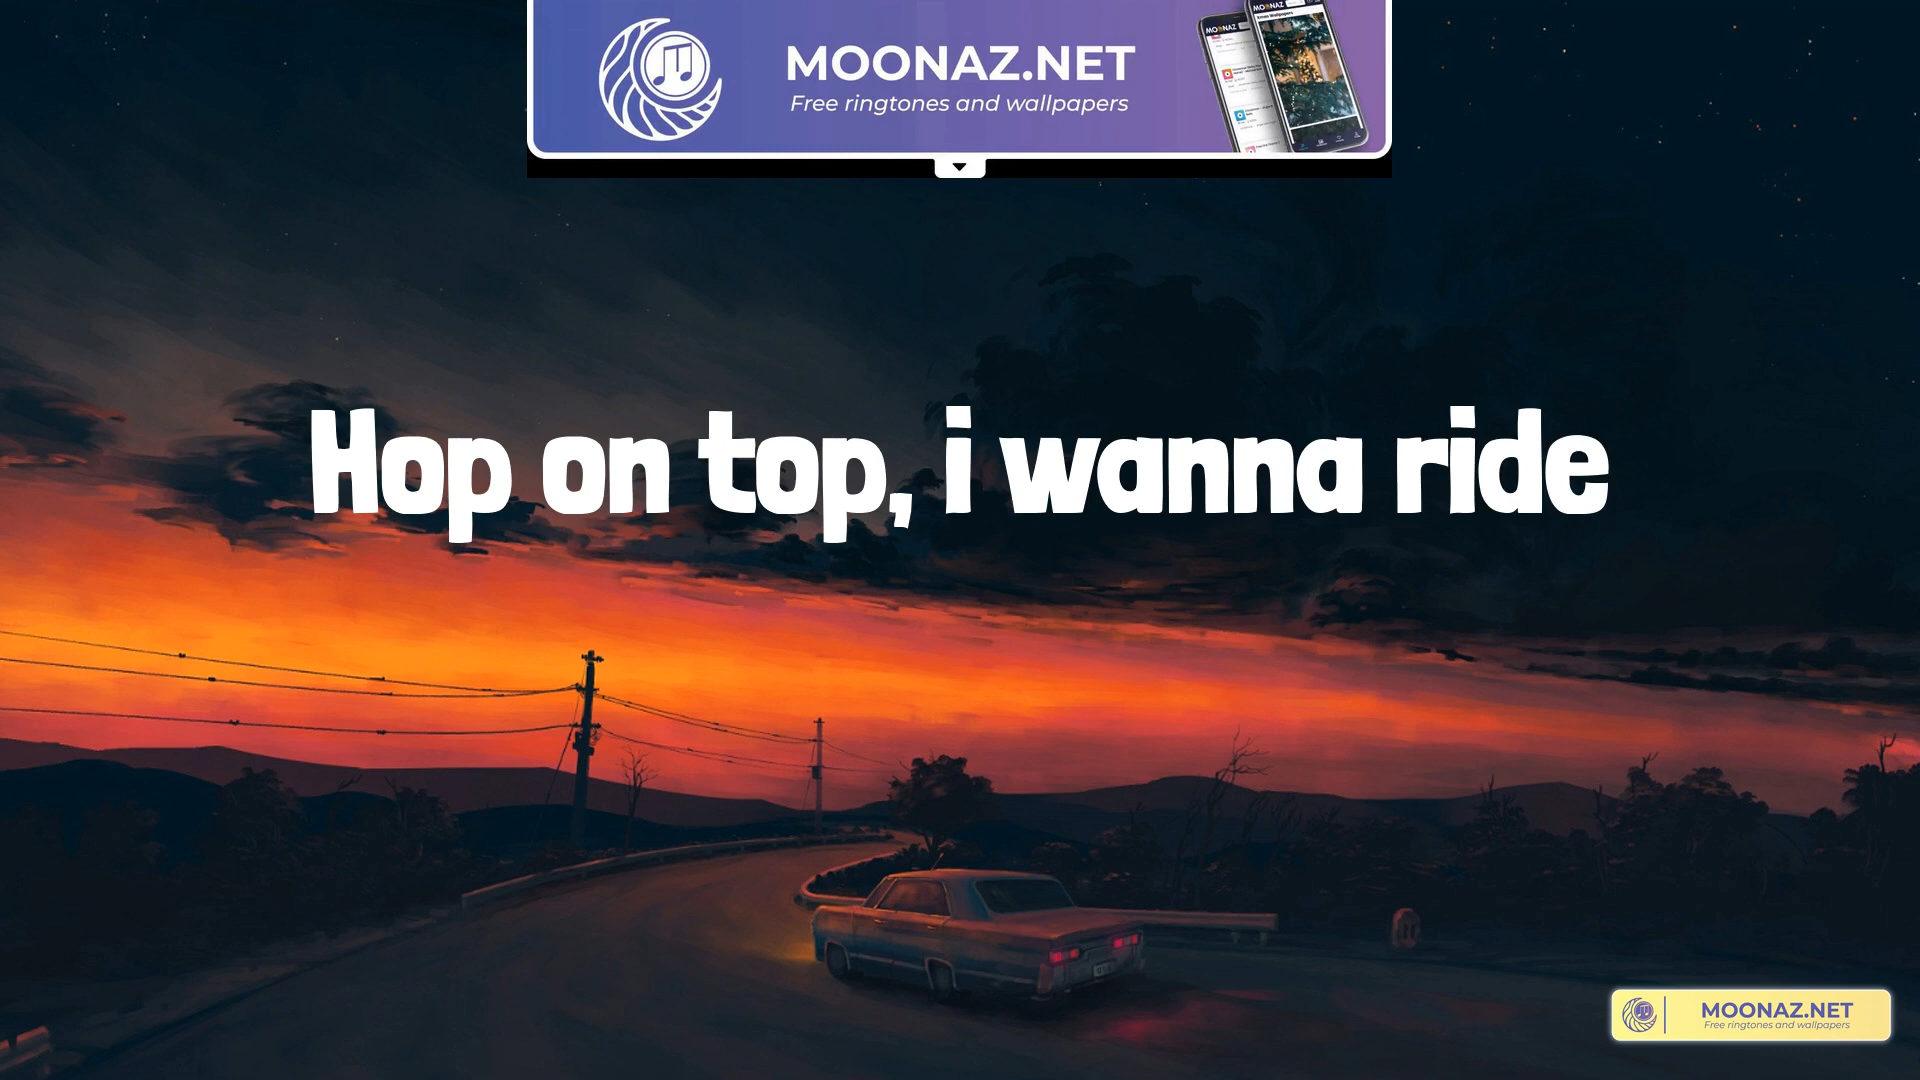 MOONAZ.NET
Free ringtones and wallpapers
Hop on top, i wanna ride
MOONAZ.NET
Free ringtones and wallpapers